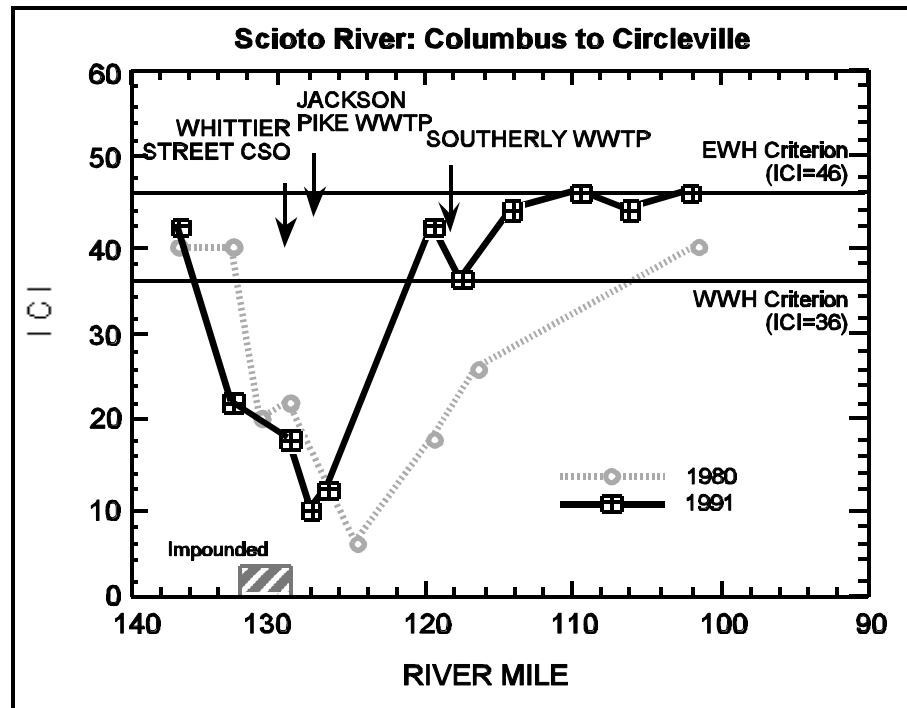 Scioto River: Columbus to Circleville
60
50
40
30
20
10
0
ICI
WHITTIER
STREET CSO
JACKSON
PIKE WWTP
SOUTHERLY WWTP
EWH Criterion
(ICI=46)
WWH Criterion
(ICI=36)
1980
1991
Impounded
140
130
120
110
100
90
RIVER MILE